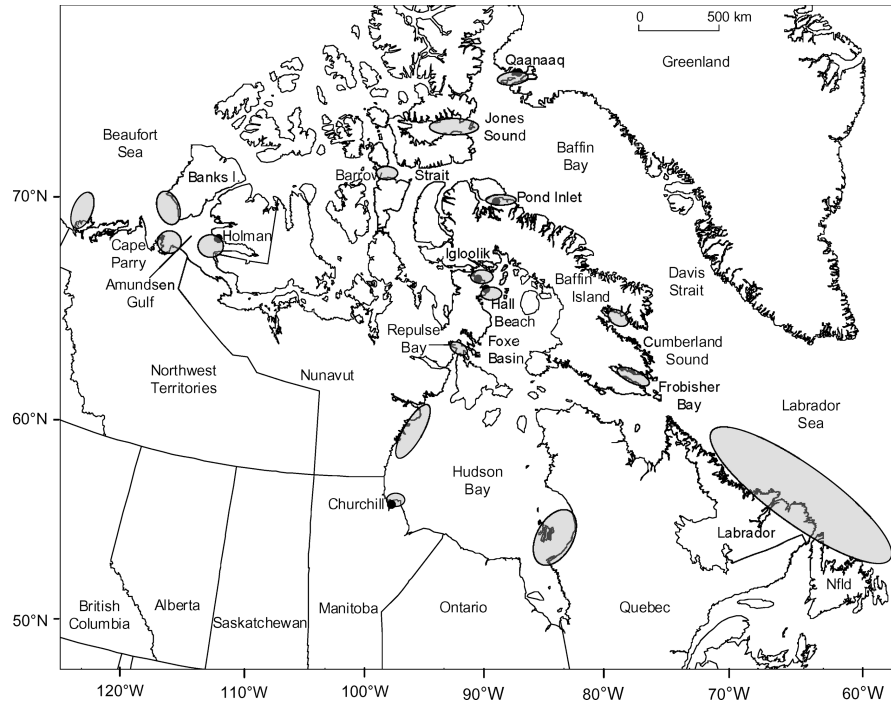 0 500 km
Qaanaaq
Greenland
Jones
Sound
Beaufort
Sea
Baffin
Bay
Banks I.
Barrow
Strait
70°N
Pond Inlet
Holman
Cape
Parry
Igloolik
Amundsen
Gulf
Baffin
Island
Davis
Strait
Hall
Beach
Repulse
Bay
Foxe
Basin
Cumberland
Sound
Northwest
Territories
Nunavut
Frobisher
Bay
60°N
Labrador
Sea
Hudson
Bay
Churchill
Labrador
Nfld
50°N
British
Columbia
Alberta
Saskatchewan
Manitoba
Ontario
Quebec
120°W 110°W 100°W 90°W 80°W 70°W 60°W